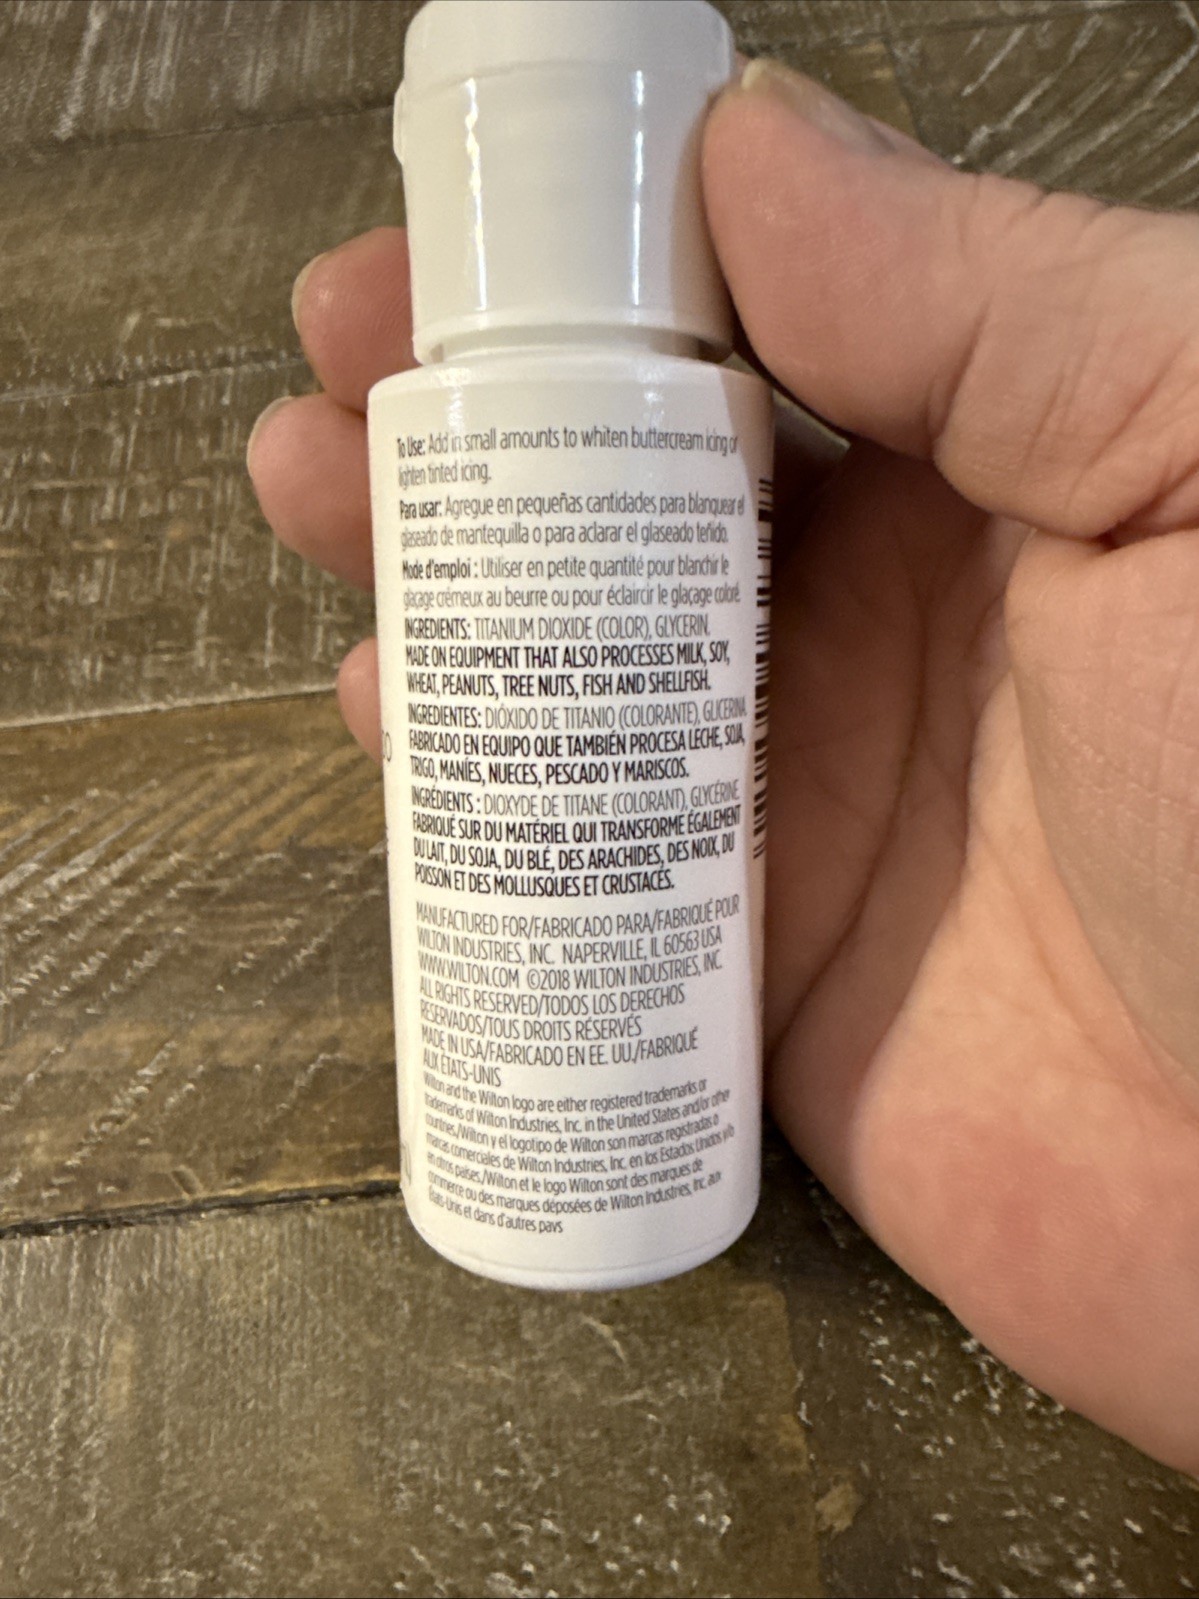 To Use: Add in small amounts to whiten buttercream icing or
lighten tinted icing.
Para usar: Agregue en pequeñas cantidades para blanquear el
glaseado de mantequilla o para aclarar el glaseado teñido.
Mode d'emploi : Utiliser en petite quantité pour blanchir le
glaçage crémeux au beurre ou pour éclaircir le glaçage coloré.
INGREDIENTS: TITANIUM DIOXIDE (COLOR), GLYCERIN.
MADE ON EQUIPMENT THAT ALSO PROCESSES MILK, SOY,
WHEAT, PEANUTS, TREE NUTS, FISH AND SHELLFISH.
INGREDIENTES: DIÓXIDO DE TITANIO (COLORANTE), GLICERINA.
FABRICADO EN EQUIPO QUE TAMBIÉN PROCESA LECHE, SOJA,
TRIGO, MANÍES, NUECES, PESCADO Y MARISCOS.
INGRÉDIENTS : DIOXYDE DE TITANE (COLORANT), GLYCÉRINE.
FABRIQUÉ SUR DU MATÉRIEL QUI TRANSFORME ÉGALEMENT
DU LAIT, DU SOJA, DU BLÉ, DES ARACHIDES, DES NOIX, DU
POISSON ET DES MOLLUSQUES ET CRUSTACÉS.
MANUFACTURED FOR/FABRICADO PARA/FABRIQUÉ POUR
WILTON INDUSTRIES, INC. NAPERVILLE, IL 60563 USA
WWW.WILTON.COM ©2018 WILTON INDUSTRIES, INC.
ALL RIGHTS RESERVED/TODOS LOS DERECHOS
RESERVADOS/TOUS DROITS RÉSERVÉS
MADE IN USA/FABRICADO EN EE. UU./FABRIQUÉ
AUX ÉTATS-UNIS
Wilton and the Wilton logo are either registered trademarks or
trademarks of Wilton Industries, Inc. in the United States and/or other
countries./Wilton y el logotipo de Wilton son marcas registradas o
marcas comerciales de Wilton Industries, Inc. en los Estados Unidos y/o
en otros países./Wilton et le logo Wilton sont des marques de
commerce ou des marques déposées de Wilton Industries, Inc. aux
États-Unis et dans d'autres pays